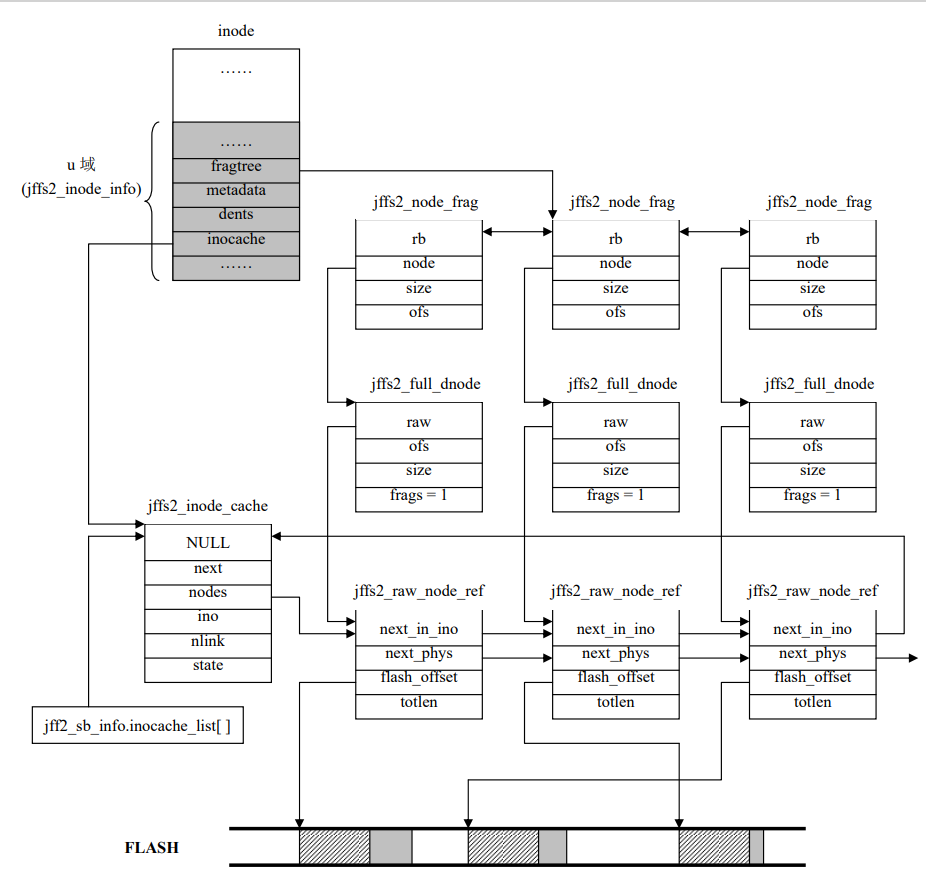 inode
……
……
fragtree
metadata
dents
inocache
……
u 域
(jffs2_inode_info)
jffs2_node_frag
rb
node
size
ofs
jffs2_node_frag
rb
node
size
ofs
jffs2_node_frag
rb
node
size
ofs
jffs2_full_dnode
raw
ofs
size
frags = 1
jffs2_full_dnode
raw
ofs
size
frags = 1
jffs2_full_dnode
raw
ofs
size
frags = 1
jffs2_inode_cache
NULL
next
nodes
ino
nlink
state
jffs2_raw_node_ref
next_in_ino
next_phys
flash_offset
totlen
jffs2_raw_node_ref
next_in_ino
next_phys
flash_offset
totlen
jffs2_raw_node_ref
next_in_ino
next_phys
flash_offset
totlen
jff2_sb_info.inocache_list[ ]
FLASH